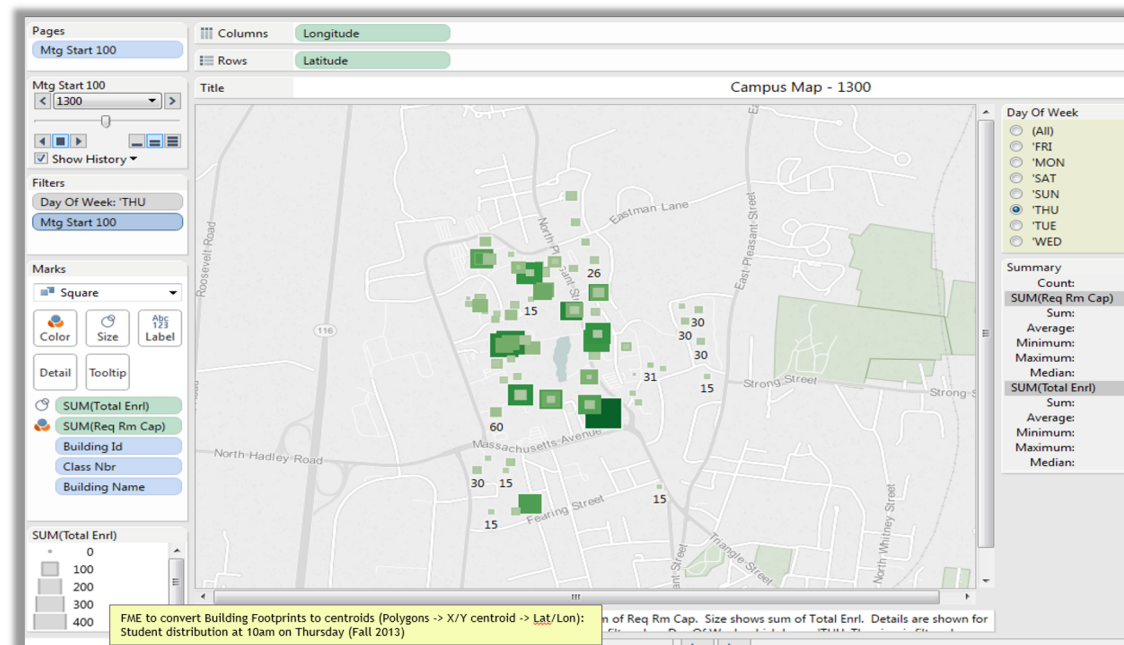 Pages
Mtg Start 100
Mtg Start 100
1300
Show History
Filters
Day Of Week: 'THU
Mtg Start 100
Marks
Square
Color
Size
Abc
123
Label
Detail
Tooltip
SUM(Total Enrl)
SUM(Req Rm Cap)
Building Id
Class Nbr
Building Name
SUM(Total Enrl)
0
100
200
300
400
Columns
Longitude
Rows
Latitude
Title
Campus Map - 1300
Eastman Lane
East-Pleasant-Street
Roosevelt Road
26
15
116
30
30
30
31
15
Strong Street
60
Massachusetts Avenue
North-Hadley-Road
30
15
15
15
Fearing Street
Triangle-Street
North-Whitney-Road
Day Of Week
(All)
'FRI
'MON
'SAT
'SUN
'THU
'TUE
'WED
Summary
Count:
SUM(Req Rm Cap)
Sum:
Average:
Minimum:
Maximum:
Median:
SUM(Total Enrl)
Sum:
Average:
Minimum:
Maximum:
Median:
FME to convert Building Footprints to centroids (Polygons -> X/Y centroid -> Lat/Lon):
Student distribution at 10am on Thursday (Fall 2013)
m of Req Rm Cap. Size shows sum of Total Enrl. Details are shown for